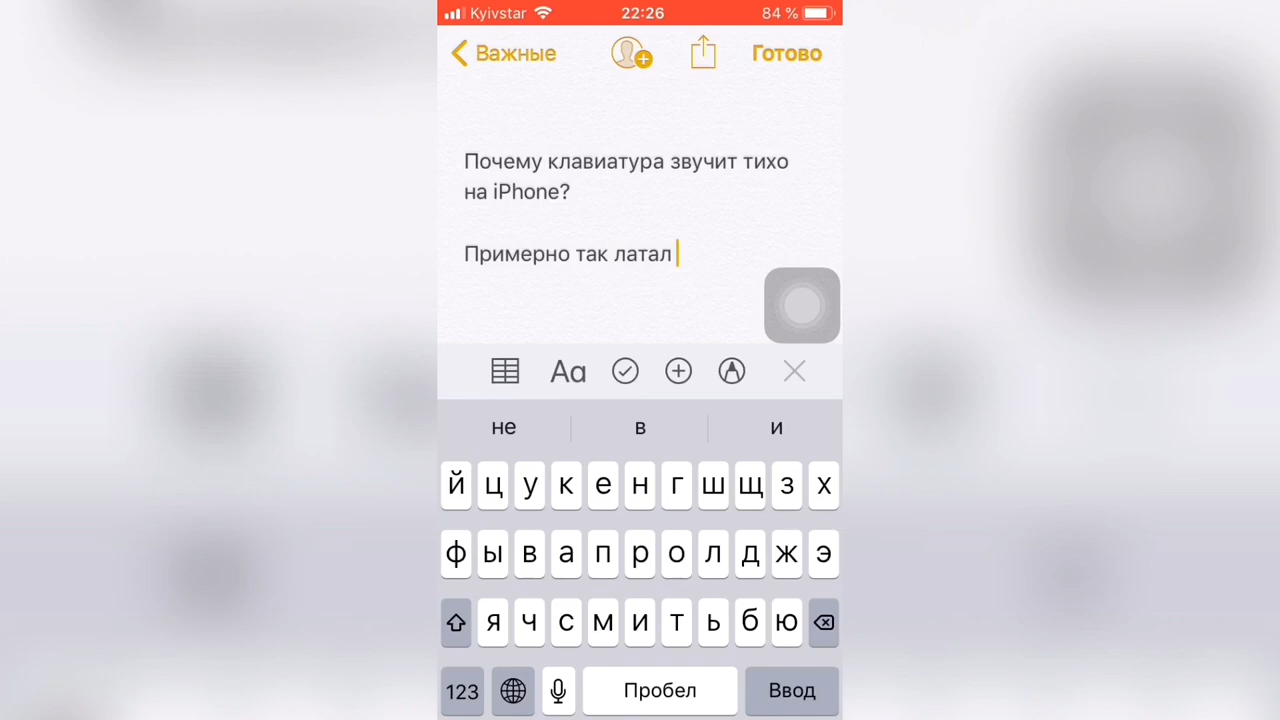 Kyivstar 22:26 84 %
Важные Готово
Почему клавиатура звучит тихо
на iPhone?
Примерно так латал
Aa
не в и
й ц у к е н г ш щ з х
ф ы в а п р о л д ж э
я ч с м и т ь б ю
123 Пробел Ввод